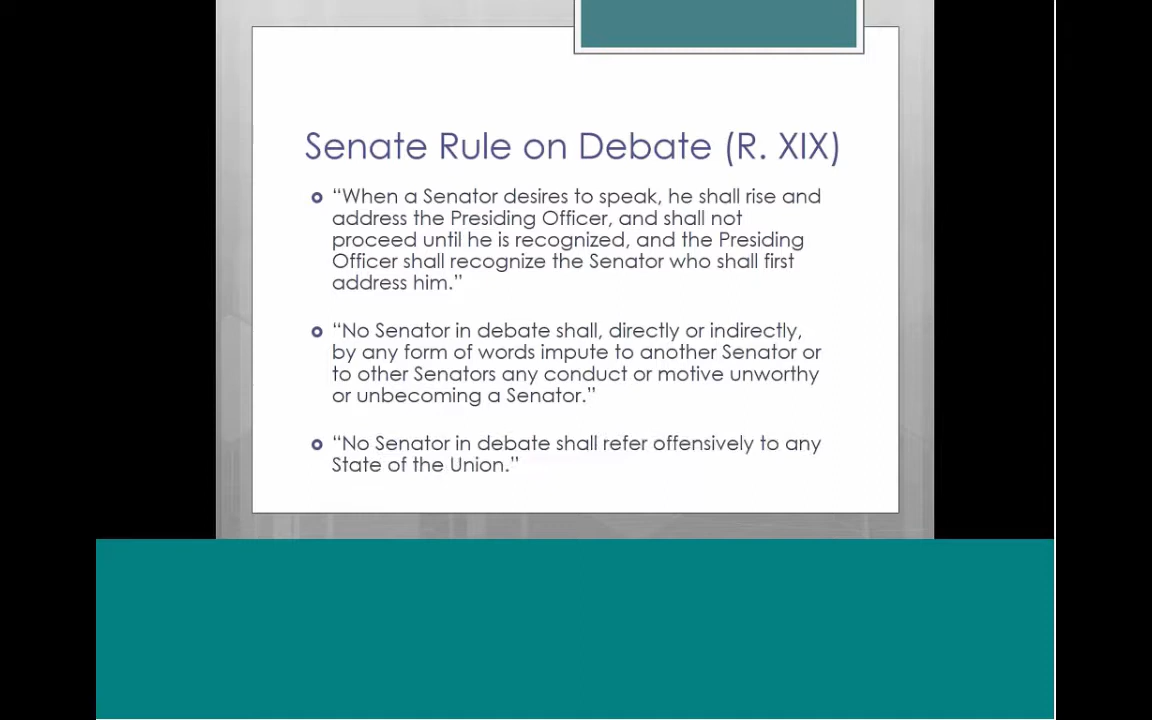 Senate Rule on Debate (R. XIX)
“When a Senator desires to speak, he shall rise and
address the Presiding Officer, and shall not
proceed until he is recognized, and the Presiding
Officer shall recognize the Senator who shall first
address him.”
“No Senator in debate shall, directly or indirectly,
by any form of words impute to another Senator or
to other Senators any conduct or motive unworthy
or unbecoming a Senator.”
“No Senator in debate shall refer offensively to any
State of the Union.”